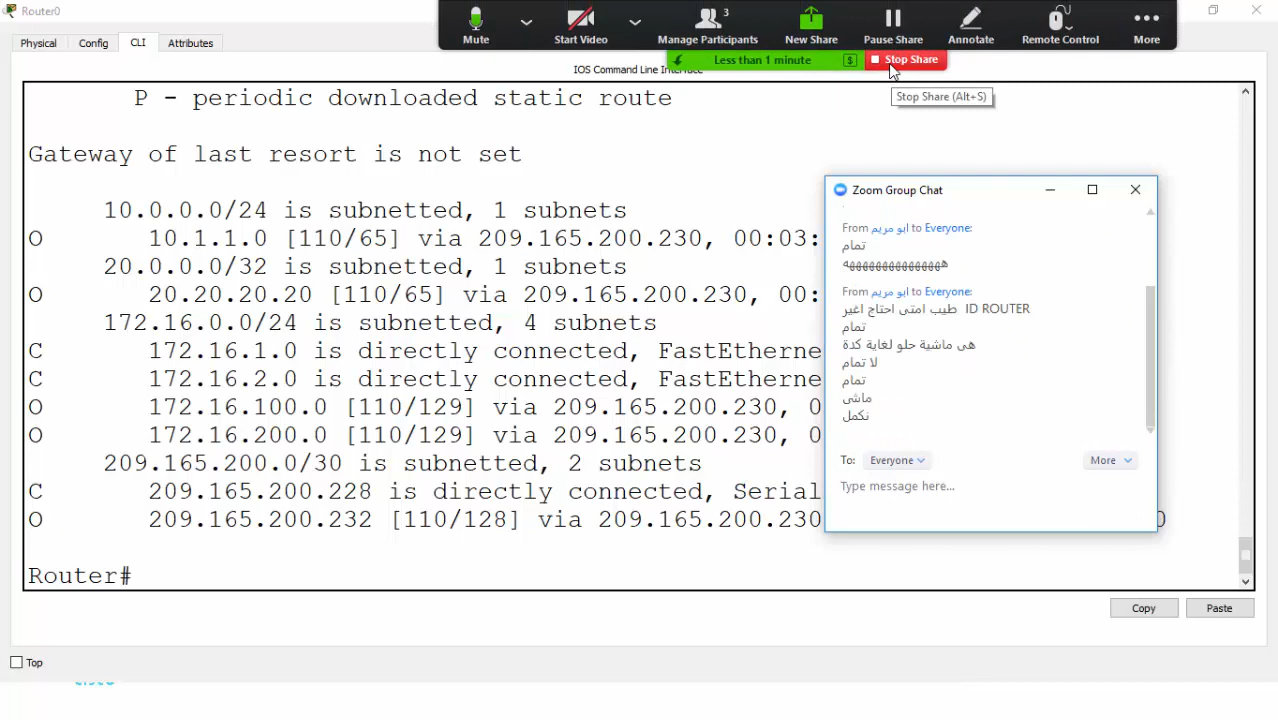 Router0
Mute
Start Video
3
Manage Participants
New Share
Pause Share
Annotate
Remote Control
More
Physical
Config
CLI
Attributes
Less than 1 minute
$
Stop Share
IOS Command Line Interface
Stop Share (Alt+S)
P - periodic downloaded static route
Gateway of last resort is not set
10.0.0.0/24 is subnetted, 1 subnets
O 10.1.1.0 [110/65] via 209.165.200.230, 00:03:
20.0.0.0/32 is subnetted, 1 subnets
O 20.20.20.20 [110/65] via 209.165.200.230, 00:
172.16.0.0/24 is subnetted, 4 subnets
C 172.16.1.0 is directly connected, FastEtherne
C 172.16.2.0 is directly connected, FastEtherne
O 172.16.100.0 [110/129] via 209.165.200.230, 0
O 172.16.200.0 [110/129] via 209.165.200.230, 0
209.165.200.0/30 is subnetted, 2 subnets
C 209.165.200.228 is directly connected, Serial
O 209.165.200.232 [110/128] via 209.165.200.230 0
Router#
Zoom Group Chat
From ابو مريم to Everyone:
تمام
From ابو مريم to Everyone:
طيب امتى احتاج اغير ID ROUTER
تمام
هى ماشية حلو لغاية كدة
لا تمام
تمام
ماشى
نكمل
To: Everyone
More
Type message here...
Copy
Paste
Top